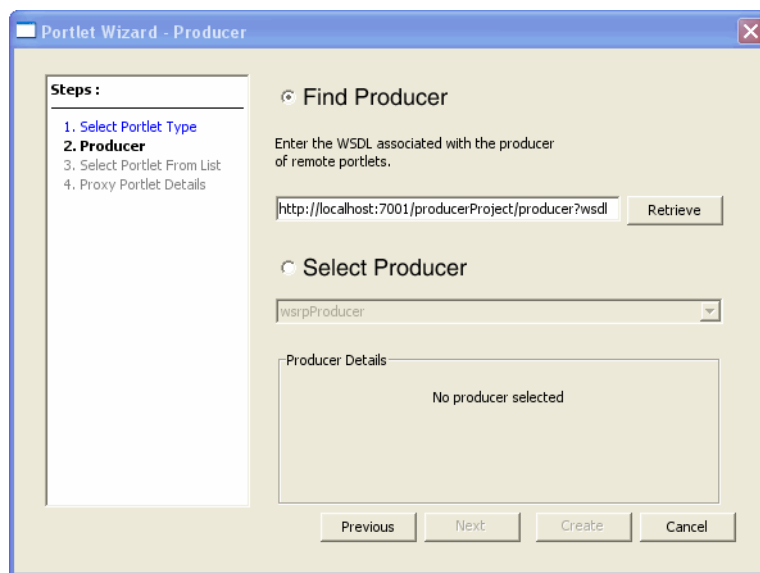 Portlet Wizard - Producer
Steps :
1. Select Portlet Type
2. Producer
3. Select Portlet From List
4. Proxy Portlet Details
Find Producer
Enter the WSDL associated with the producer
of remote portlets.
http://localhost:7001/producerProject/producer?wsdl
Retrieve
Select Producer
wsrpProducer
Producer Details
No producer selected
Previous
Next
Create
Cancel